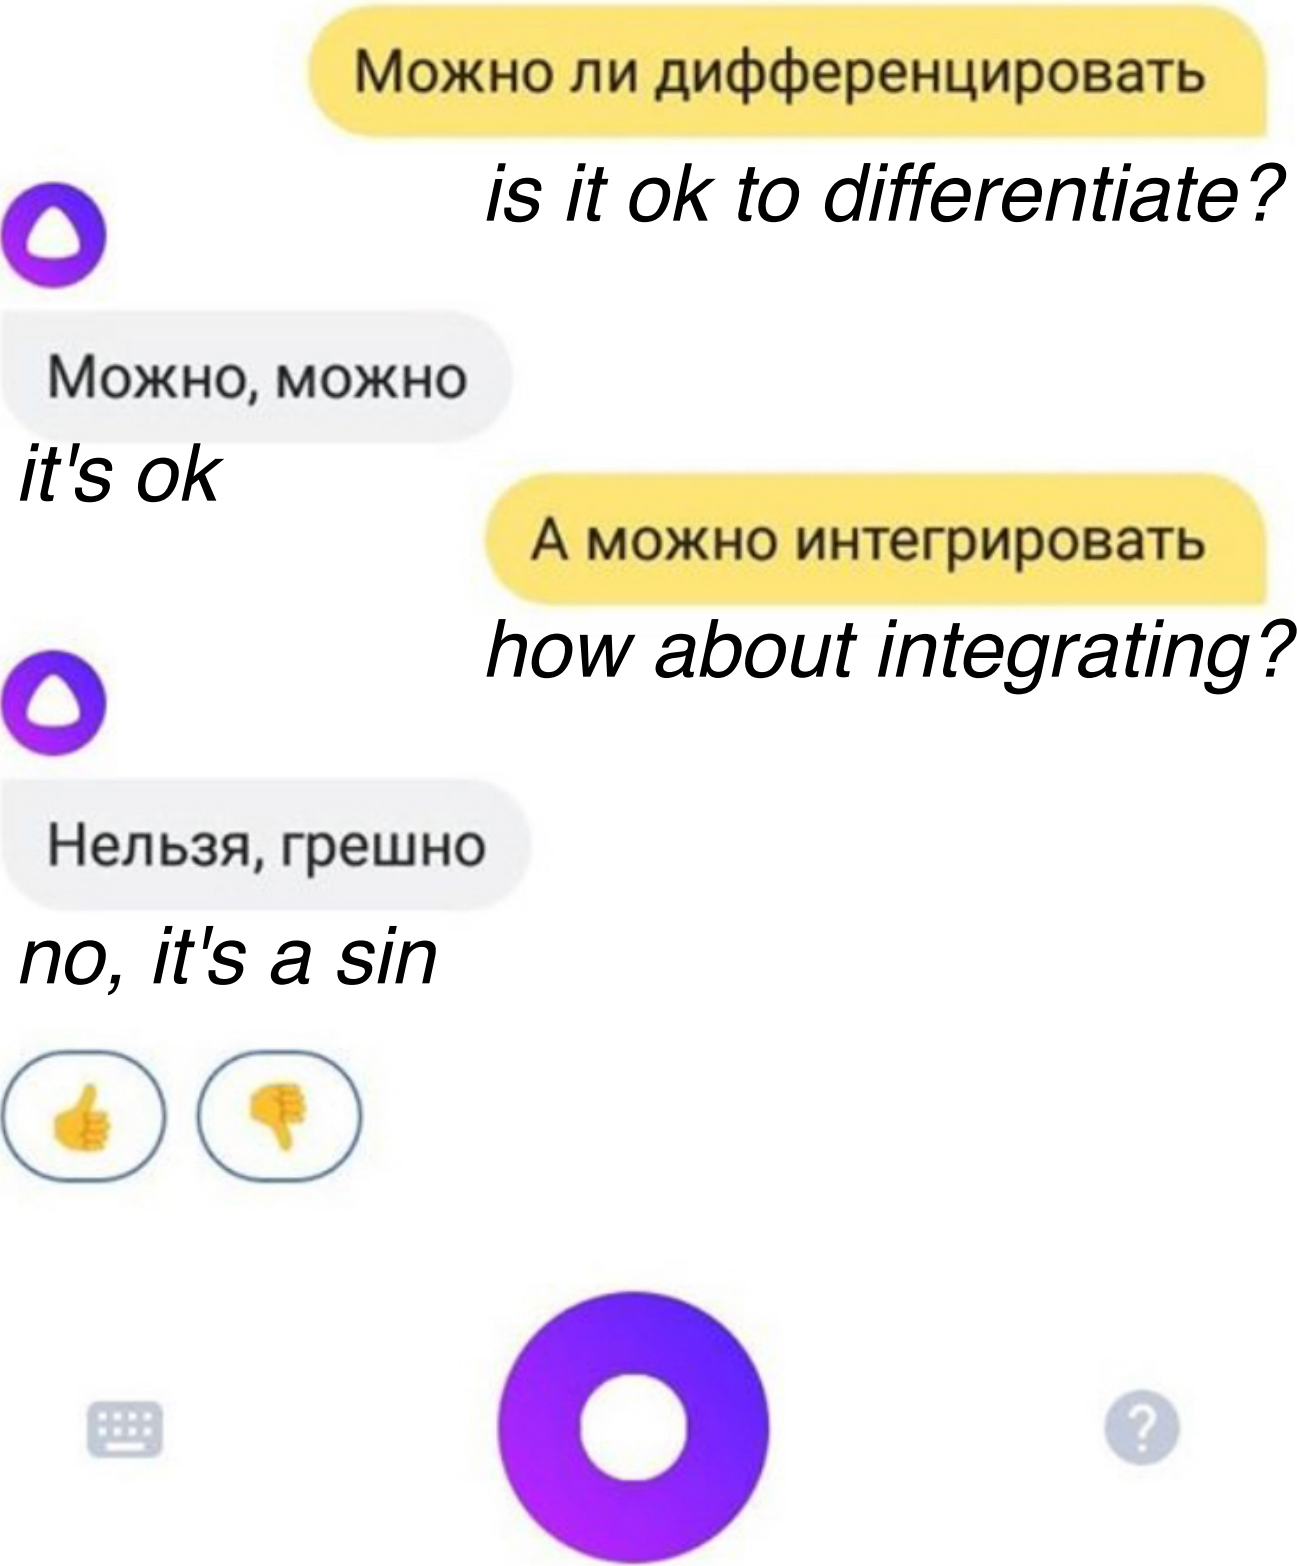 Можно ли дифференцировать
is it ok to differentiate?
Можно, можно
it's ok
А можно интегрировать
how about integrating?
Нельзя, грешно
no, it's a sin
?